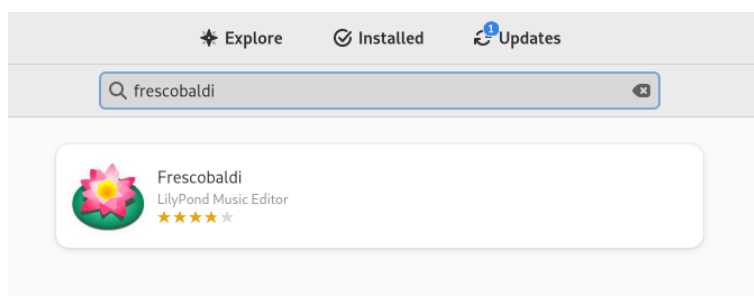 Explore Installed 1 Updates
frescobaldi
Frescobaldi
LilyPond Music Editor